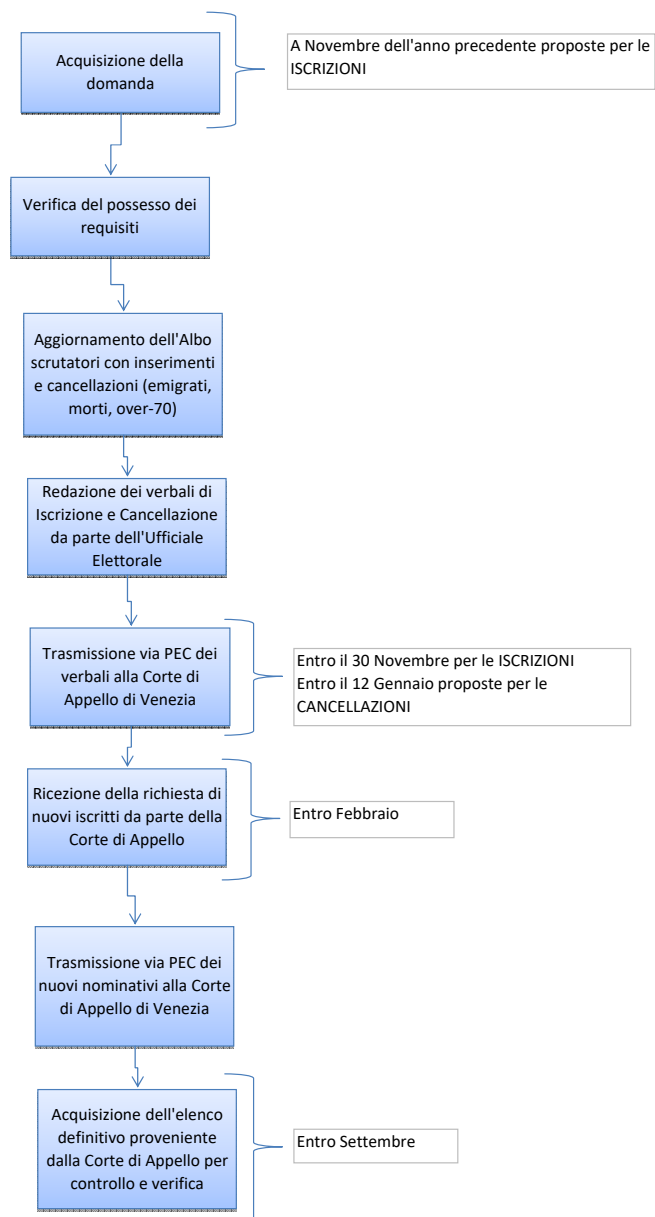 Acquisizione della
domanda
A Novembre dell'anno precedente proposte per le
ISCRIZIONI
Verifica del possesso dei
requisiti
Aggiornamento dell'Albo
scrutatori con inserimenti
e cancellazioni (emigrati,
morti, over-70)
Redazione dei verbali di
Iscrizione e Cancellazione
da parte dell'Ufficiale
Elettorale
Trasmissione via PEC dei
verbali alla Corte di
Appello di Venezia
Entro il 30 Novembre per le ISCRIZIONI
Entro il 12 Gennaio proposte per le
CANCELLAZIONI
Ricezione della richiesta di
nuovi iscritti da parte della
Corte di Appello
Entro Febbraio
Trasmissione via PEC dei
nuovi nominativi alla Corte
di Appello di Venezia
Acquisizione dell'elenco
definitivo proveniente
dalla Corte di Appello per
controllo e verifica
Entro Settembre